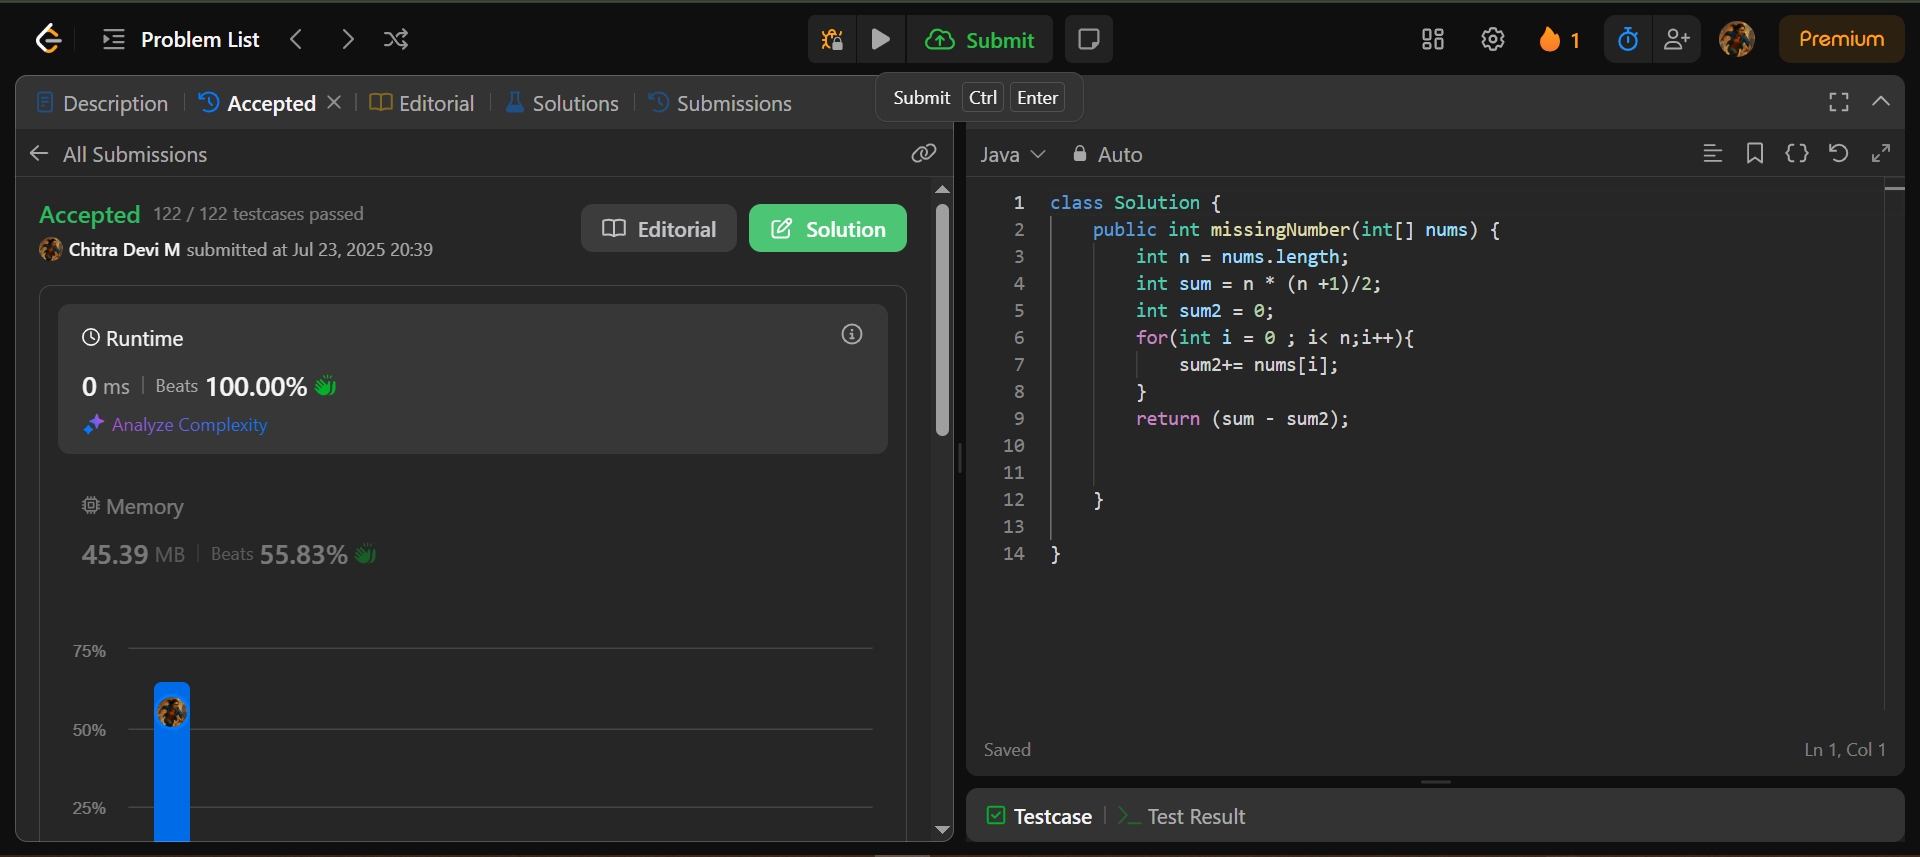 Problem List
Submit
1
Premium
Description
Accepted
Editorial
Solutions
Submissions
Submit Ctrl Enter
All Submissions
Accepted 122 / 122 testcases passed
Chitra Devi M submitted at Jul 23, 2025 20:39
Editorial
Solution
Runtime
0 ms Beats 100.00%
Analyze Complexity
Memory
45.39 MB Beats 55.83%
75%
50%
25%
Java
Auto
1 class Solution {
2 public int missingNumber(int[] nums) {
3 int n = nums.length;
4 int sum = n * (n +1)/2;
5 int sum2 = 0;
6 for(int i = 0 ; i< n;i++){
7 sum2+= nums[i];
8 }
9 return (sum - sum2);
10
11
12 }
13
14 }
Saved
Ln 1, Col 1
Testcase
Test Result